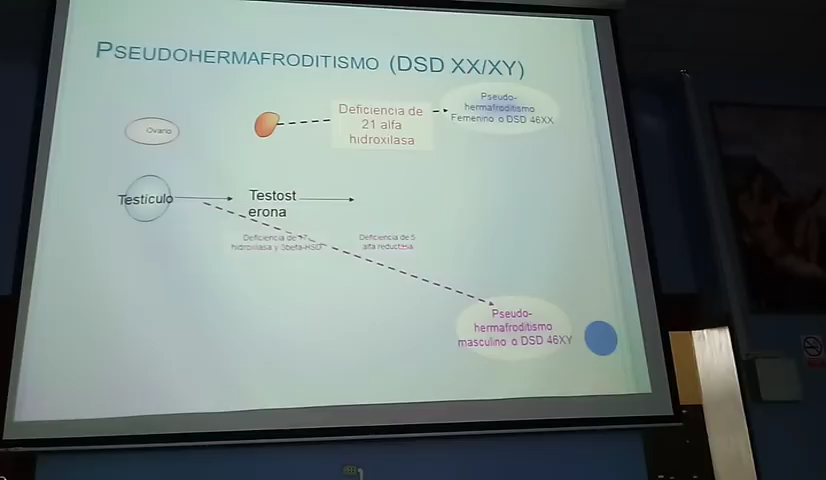 PSEUDOHERMAFRODITISMO (DSD XX/XY)
Ovario
Deficiencia de
21 alfa
hidroxilasa
Pseudo-
hermafroditismo
Femenino o DSD 46XX
Testículo
Testost
erona
Deficiencia de 17
hidroxilasa y 3beta-HSD
Deficiencia de 5
alfa reductasa
Pseudo-
hermafroditismo
masculino o DSD 46XY